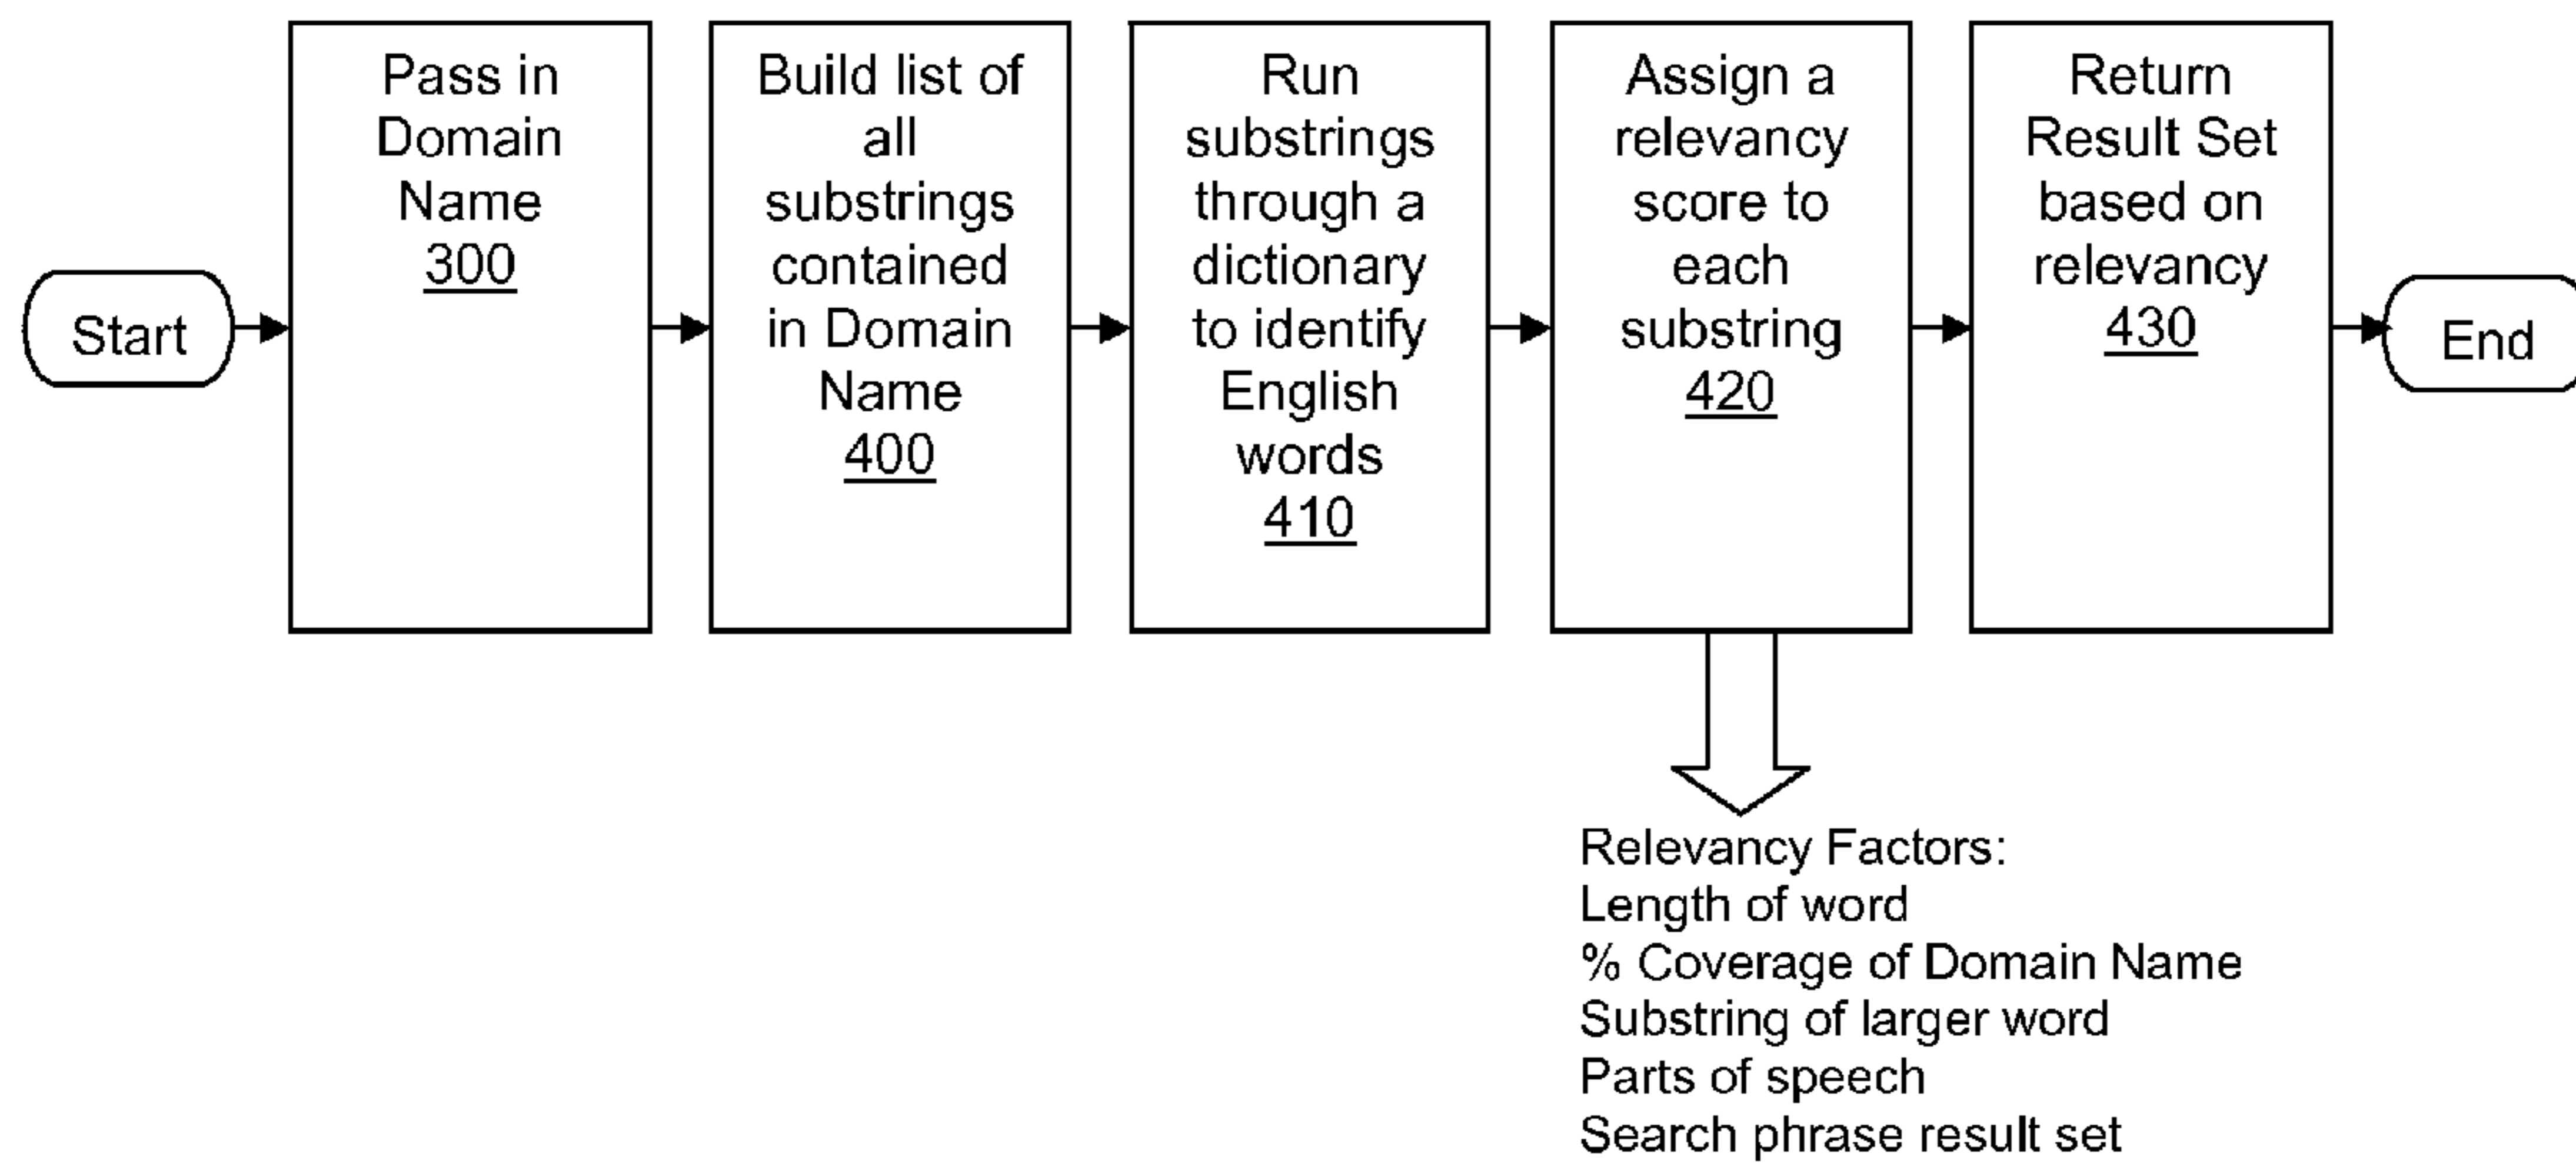 Start
Pass in
Domain
Name
300
Build list of
all
substrings
contained
in Domain
Name
400
Run
substrings
through a
dictionary
to identify
English
words
410
Assign a
relevancy
score to
each
substring
420
Return
Result Set
based on
relevancy
430
End
Relevancy Factors:
Length of word
% Coverage of Domain Name
Substring of larger word
Parts of speech
Search phrase result set